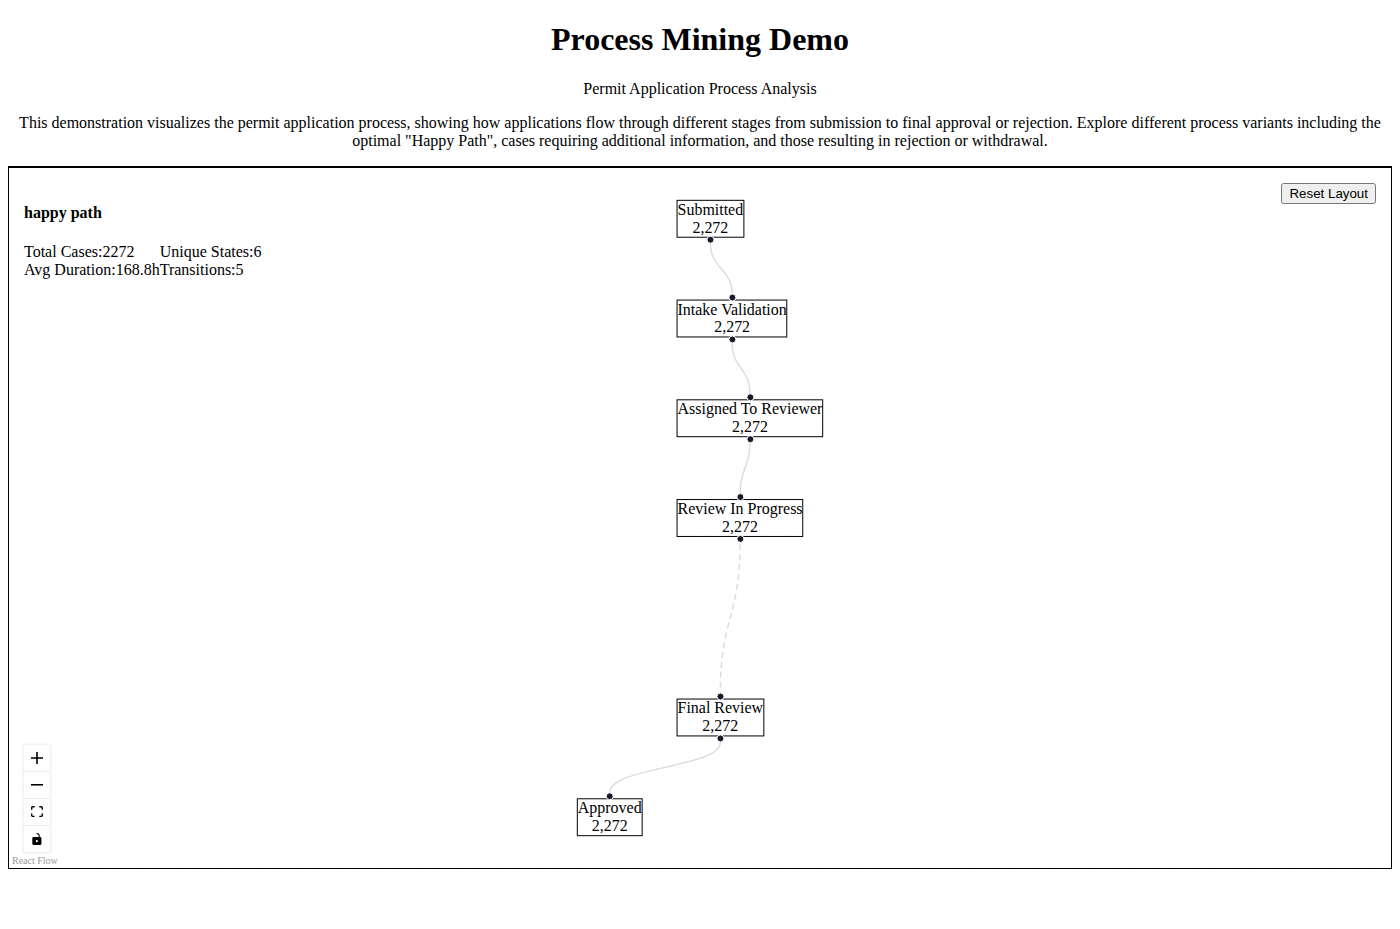 Process Mining Demo
Permit Application Process Analysis
This demonstration visualizes the permit application process, showing how applications flow through different stages from submission to final approval or rejection. Explore different process variants including the
optimal "Happy Path", cases requiring additional information, and those resulting in rejection or withdrawal.
Reset Layout
happy path
Total Cases:2272 Unique States:6
Avg Duration:168.8hTransitions:5
Submitted
2,272
Intake Validation
2,272
Assigned To Reviewer
2,272
Review In Progress
2,272
Final Review
2,272
Approved
2,272
React Flow